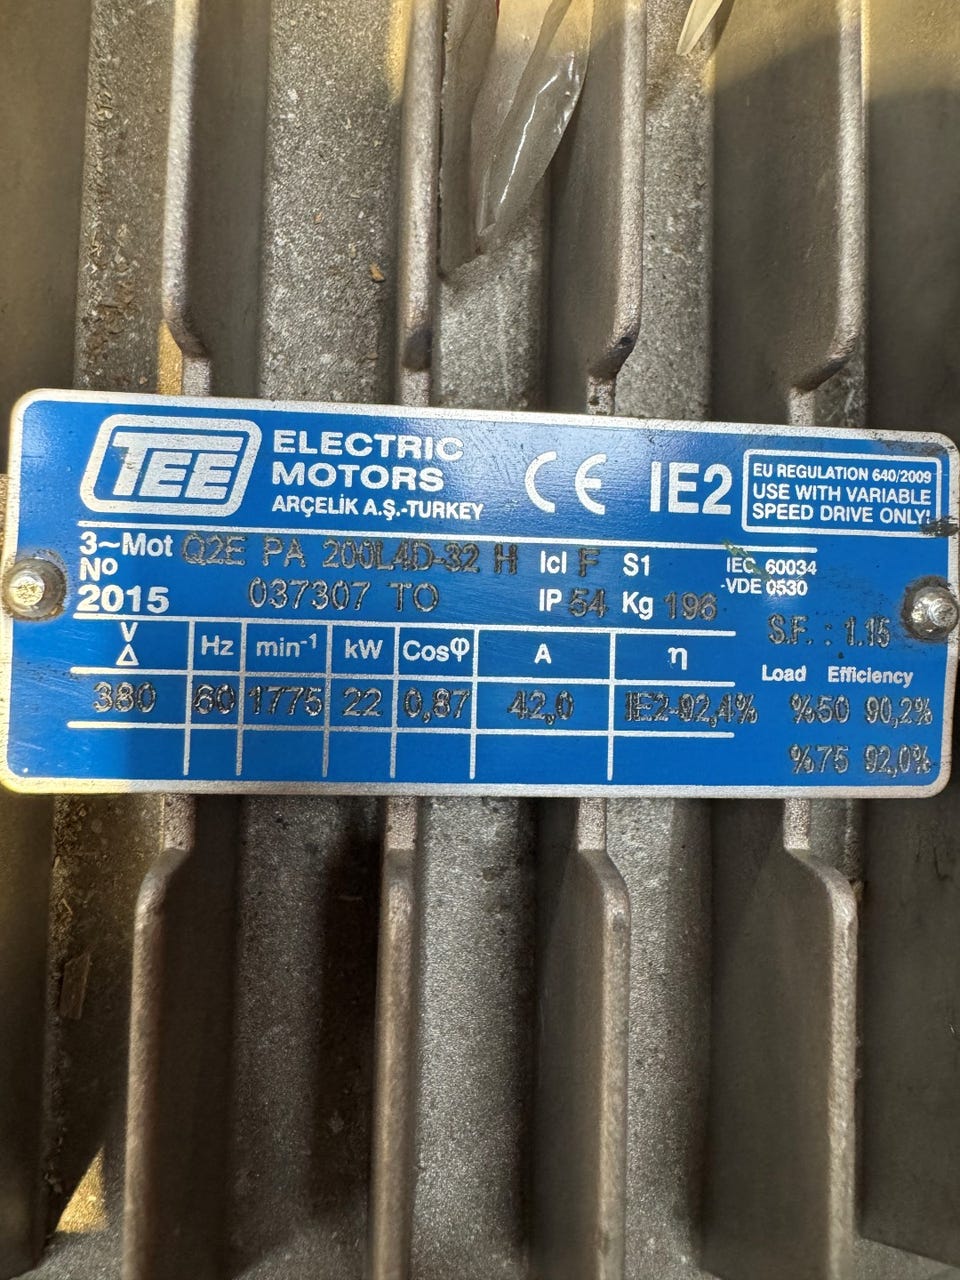 TEE ELECTRIC MOTORS
ARÇELİK A.Ş.-TURKEY
CE IE2
EU REGULATION 640/2009
USE WITH VARIABLE
SPEED DRIVE ONLY!
3~Mot Q2E PA 200L4D-32 H Icl F S1 IEC 60034
-VDE 0530
No 2015 037307 TO IP 54 Kg 196
S.F. : 1.15
V Δ Hz min-1 kW Cosφ A η
Load Efficiency
380 60 1775 22 0,87 42,0 IE2-92,4% %50 90,2%
%75 92,0%